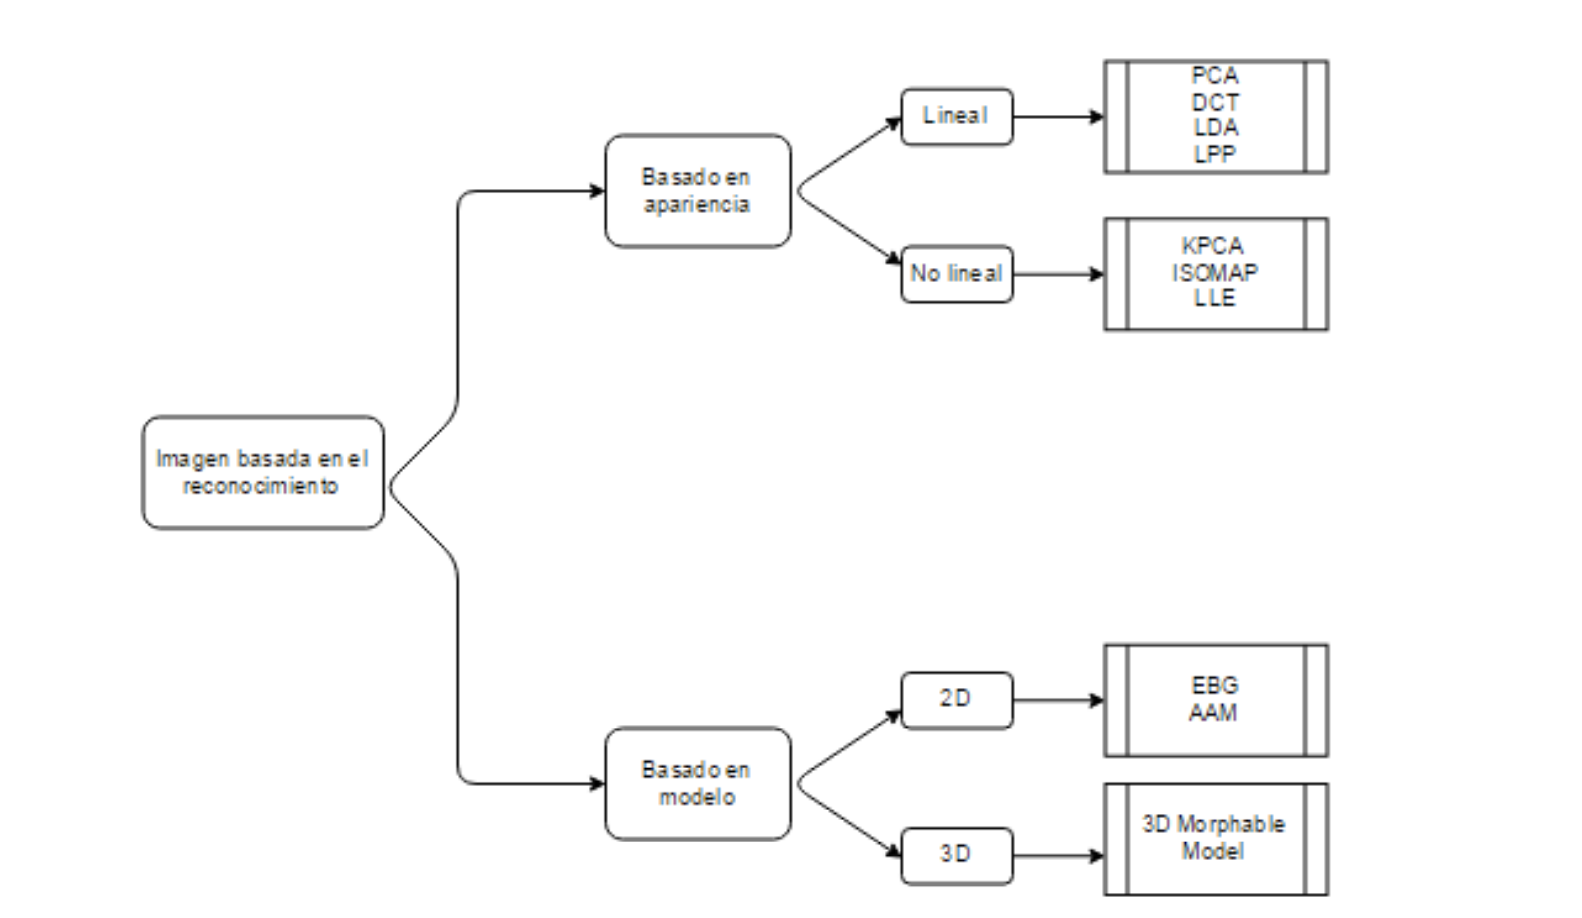 Imagen basada en el
reconocimiento
Basado en
apariencia
Lineal
PCA
DCT
LDA
LPP
No lineal
KPCA
ISOMAP
LLE
Basado en
modelo
2D
EBG
AAM
3D
3D Morphable
Model